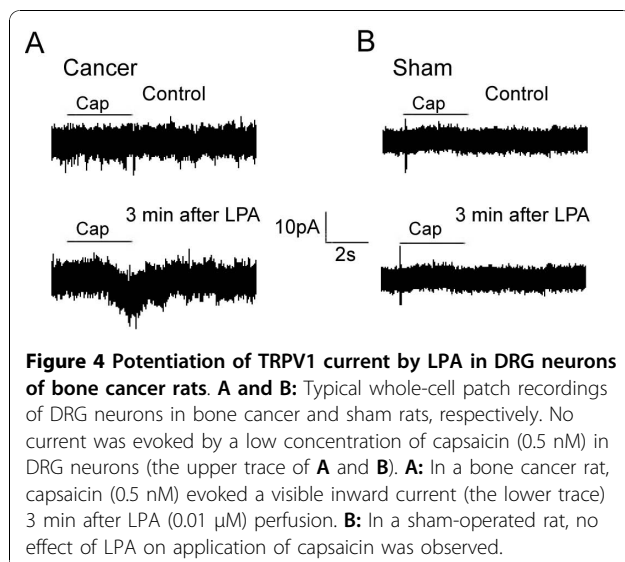 A
B
Cancer
Sham
Cap
Control
Cap
Control
Cap
3 min after LPA
Cap
3 min after LPA
10pA
2s
Figure 4 Potentiation of TRPV1 current by LPA in DRG neurons
of bone cancer rats. A and B: Typical whole-cell patch recordings
of DRG neurons in bone cancer and sham rats, respectively. No
current was evoked by a low concentration of capsaicin (0.5 nM) in
DRG neurons (the upper trace of A and B). A: In a bone cancer rat,
capsaicin (0.5 nM) evoked a visible inward current (the lower trace)
3 min after LPA (0.01 μM) perfusion. B: In a sham-operated rat, no
effect of LPA on application of capsaicin was observed.